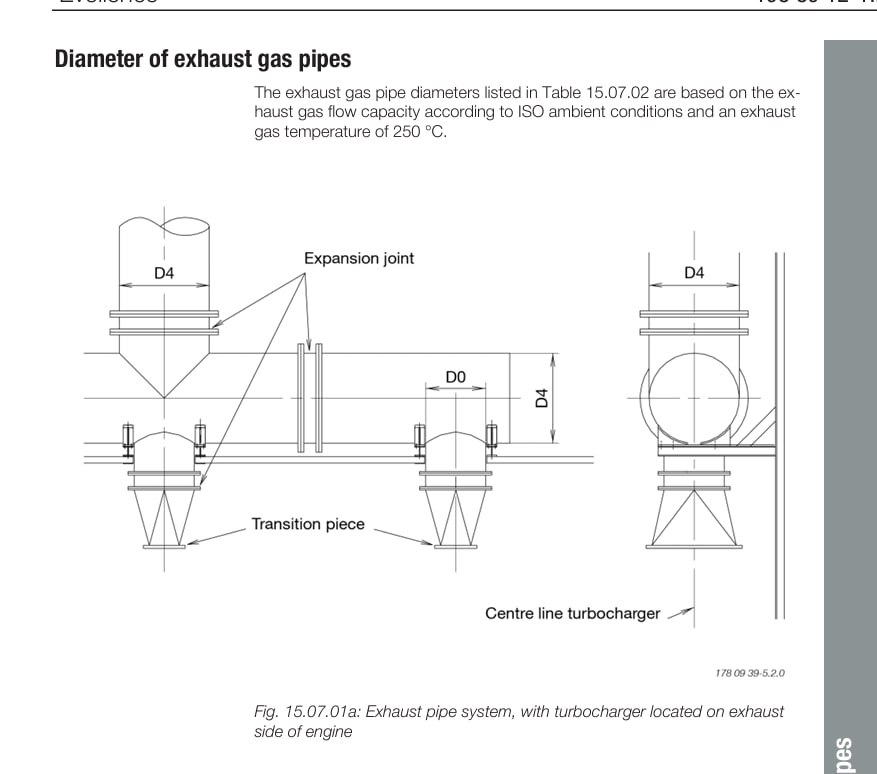 Diameter of exhaust gas pipes
The exhaust gas pipe diameters listed in Table 15.07.02 are based on the ex-
haust gas flow capacity according to ISO ambient conditions and an exhaust
gas temperature of 250 °C.
Expansion joint
D4
D4
D0
D4
Transition piece
Centre line turbocharger
178 09 39-5.2.0
Fig. 15.07.01a: Exhaust pipe system, with turbocharger located on exhaust
side of engine